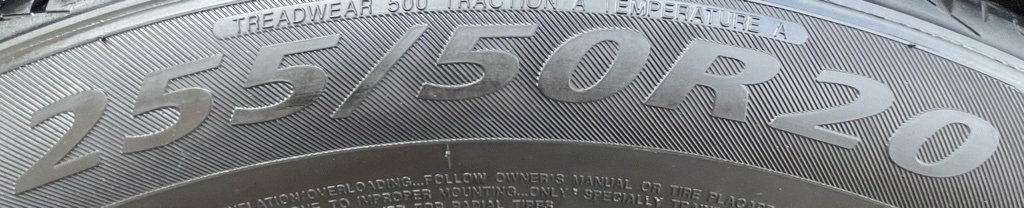 TREADWEAR 500 TRACTION A TEMPERATURE A
255/50R20
OVERLOADING...FOLLOW OWNER'S MANUAL OR TIRE PLACARD
TO IMPROPER MOUNTING...ONLY SPECIALLY
FOR RADIAL TIRES